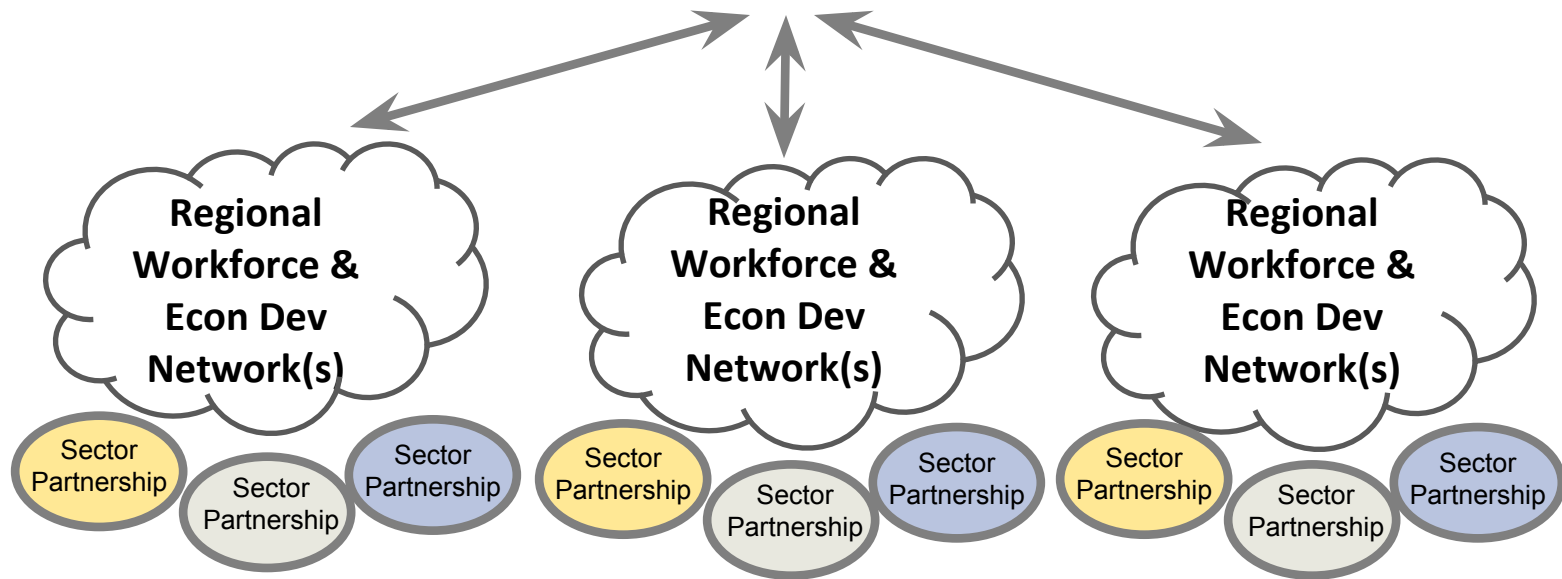 Regional
Workforce &
Econ Dev
Network(s)
Regional
Workforce &
Econ Dev
Network(s)
Regional
Workforce &
Econ Dev
Network(s)
Sector
Partnership
Sector
Partnership
Sector
Partnership
Sector
Partnership
Sector
Partnership
Sector
Partnership
Sector
Partnership
Sector
Partnership
Sector
Partnership